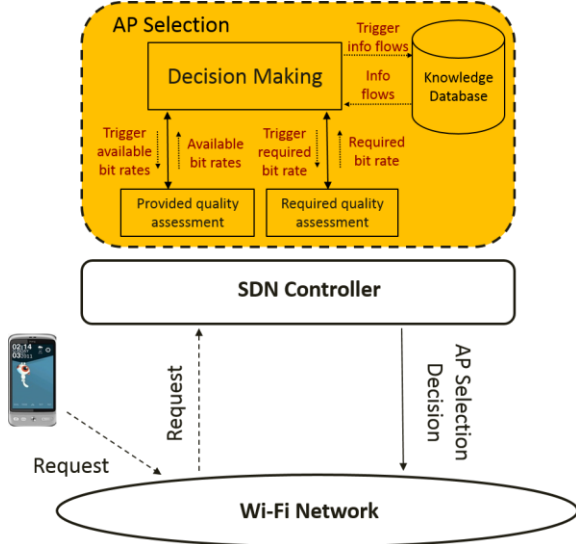 AP Selection
Trigger
info flows
Decision Making
Info
flows
Knowledge
Database
Trigger
available
bit rates
Available
bit rates
Trigger
required
bit rate
Required
bit rate
Provided quality
assessment
Required quality
assessment
SDN Controller
02:14
Request
AP Selection
Decision
Request
Wi-Fi Network